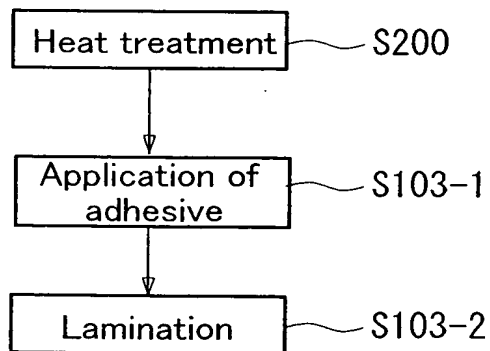 Heat treatment
S200
Application of
adhesive
S103-1
Lamination
S103-2